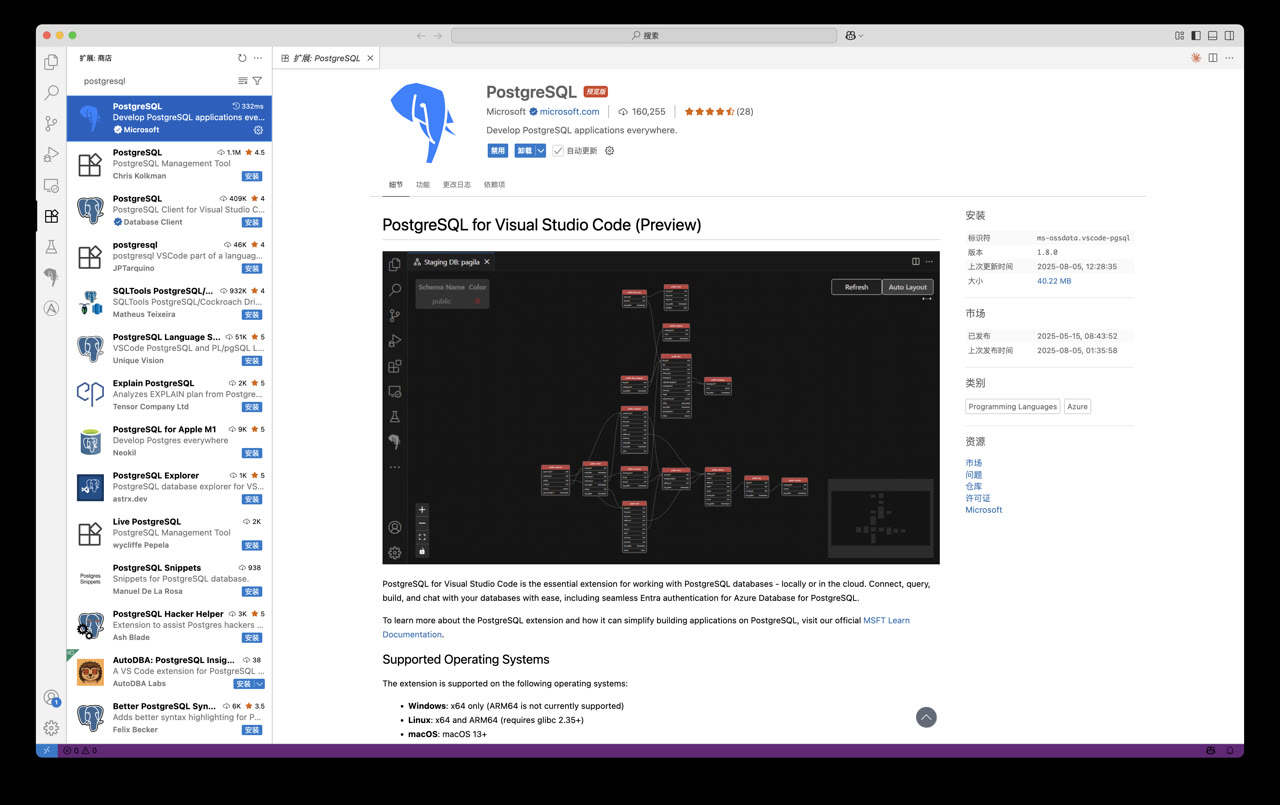 搜索
扩展: 商店
postgresql
PostgreSQL 332ms
Develop PostgreSQL applications eve...
Microsoft
PostgreSQL 1.1M 4.5
PostgreSQL Management Tool
Chris Kolkman 安装
PostgreSQL 409K 4
PostgreSQL Client for Visual Studio C...
Database Client 安装
postgresql 46K 4
postgresql VSCode part of a languag...
JPTarquino 安装
SQLTools PostgreSQL/... 932K 4
SQLTools PostgreSQL/Cockroach Dri...
Matheus Teixeira 安装
PostgreSQL Language S... 51K 5
VSCode PostgreSQL and PL/pgSQL L...
Unique Vision 安装
Explain PostgreSQL 2K 5
Analyzes EXPLAIN plan from Postgre...
Tensor Company Ltd 安装
PostgreSQL for Apple M1 9K 5
Develop Postgres everywhere
Neokil 安装
PostgreSQL Explorer 1K 5
PostgreSQL database explorer for VS...
astrx.dev 安装
Live PostgreSQL 2K
PostgreSQL Management Tool
wycliffe Pepela 安装
Postgres
Snippets
PostgreSQL Snippets 938
Snippets for PostgreSQL database.
Manuel De La Rosa 安装
PostgreSQL Hacker Helper 3K 5
Extension to assist Postgres hackers ...
Ash Blade 安装
AutoDBA: PostgreSQL Insig... 38
A VS Code extension for PostgreSQL ...
AutoDBA Labs 安装
Better PostgreSQL Syn... 6K 3.5
Adds better syntax highlighting for P...
Felix Becker 安装
1
0 0
扩展: PostgreSQL
PostgreSQL 预览版
Microsoft microsoft.com 160,255 (28)
Develop PostgreSQL applications everywhere.
禁用 卸载 自动更新
细节 功能 更改日志 依赖项
PostgreSQL for Visual Studio Code (Preview)
Staging DB: pagila
Schema Name Color
public
Refresh Auto Layout
PostgreSQL for Visual Studio Code is the essential extension for working with PostgreSQL databases - locally or in the cloud. Connect, query,
build, and chat with your databases with ease, including seamless Entra authentication for Azure Database for PostgreSQL.
To learn more about the PostgreSQL extension and how it can simplify building applications on PostgreSQL, visit our official MSFT Learn
Documentation.
Supported Operating Systems
The extension is supported on the following operating systems:
• Windows: x64 only (ARM64 is not currently supported)
• Linux: x64 and ARM64 (requires glibc 2.35+)
• macOS: macOS 13+
安装
标识符 ms-ossdata.vscode-pgsql
版本 1.8.0
上次更新时间 2025-08-05, 12:28:35
大小 40.22 MB
市场
已发布 2025-05-15, 08:43:52
上次发布时间 2025-08-05, 01:35:58
类别
Programming Languages Azure
资源
市场
问题
仓库
许可证
Microsoft